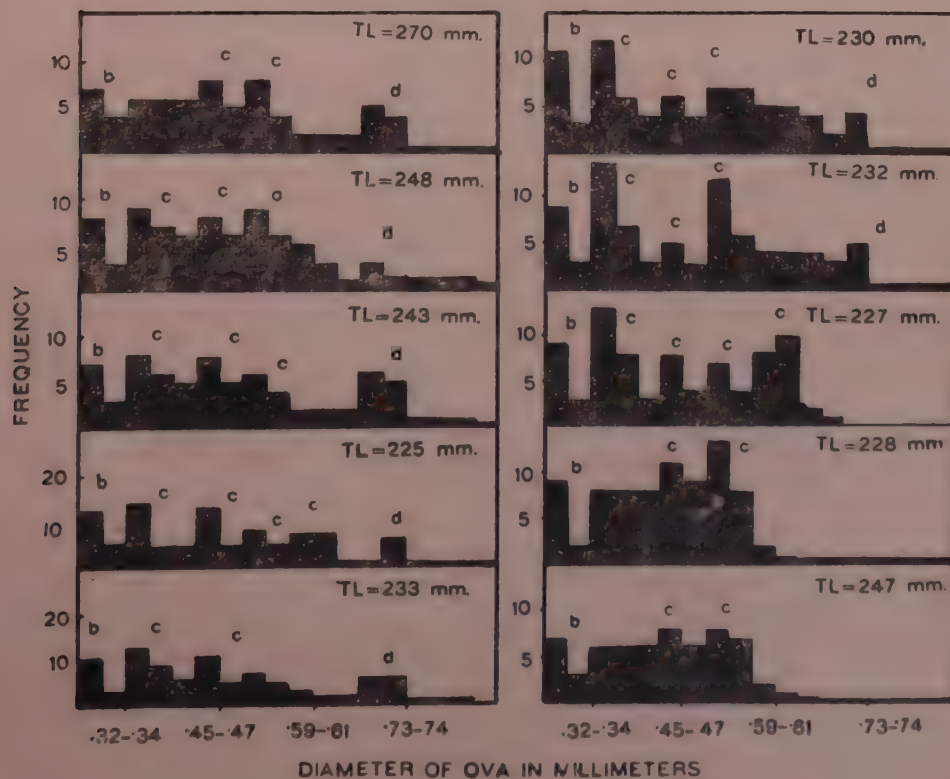 FREQUENCY
TL=270 mm.
10
5
b c c d
TL=248 mm.
10
5
b c c a d
TL=243 mm.
10
5
b c c c a
TL=225 mm.
20
10
b c c c c d
TL=233 mm.
20
10
b c c d
.32-.34 .45-.47 .59-.61 .73-74
TL=230 mm.
10
5
b c c c d
TL=232 mm.
10
5
b c c c d
TL=227 mm.
10
5
b c c c c
TL=228 mm
10
5
b c c
TL=247 mm.
10
5
b c c
.32-.34 .45-.47 .59-.61 .73-74
DIAMETER OF OVA IN MILLIMETERS